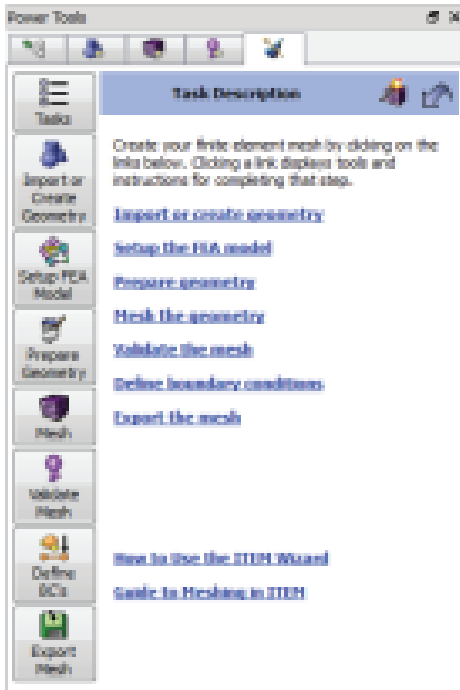 Power Tools
Tasks
Import or
Create
Geometry
Setup FEA
Model
Prepare
Geometry
Mesh
Validate
Mesh
Define
BCs
Export
Mesh
Task Description
Create your finite element mesh by clicking on the
links below. Clicking a link displays tools and
instructions for completing that step.
Import or create geometry
Setup the FEA model
Prepare geometry
Mesh the geometry
Validate the mesh
Define boundary conditions
Export the mesh
How to Use the ITEM Wizard
Guide to Meshing in ITEM